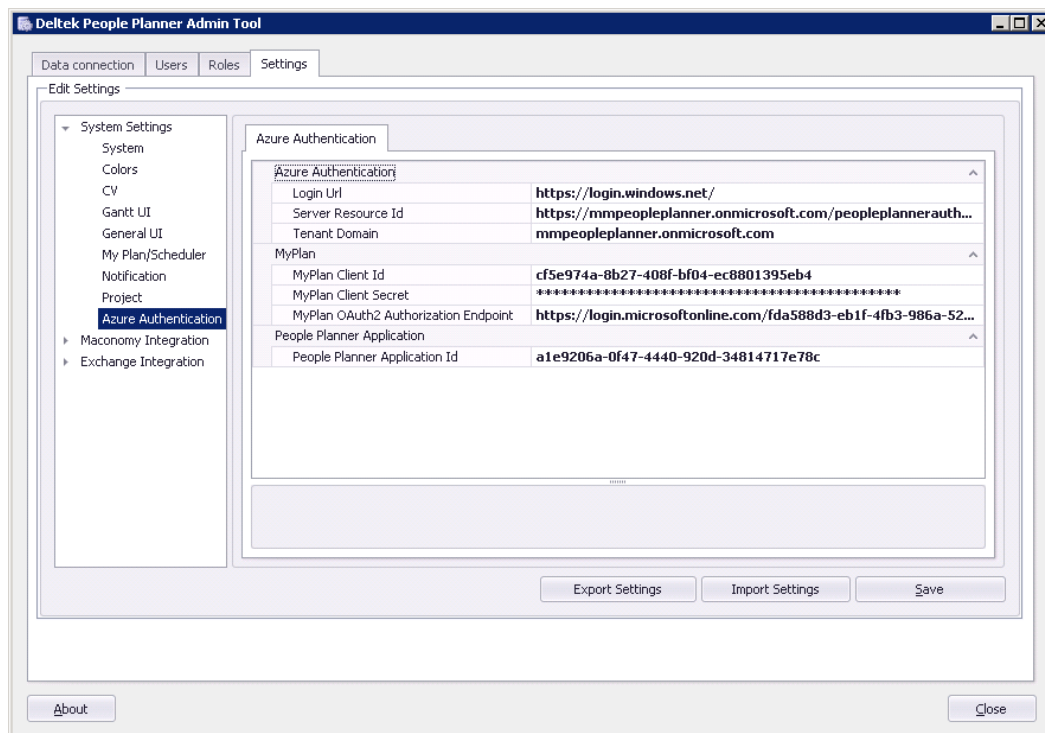 Deltek People Planner Admin Tool
Data connection Users Roles Settings
Edit Settings
System Settings
System
Colors
CV
Gantt UI
General UI
My Plan/Scheduler
Notification
Project
Azure Authentication
Maconomy Integration
Exchange Integration
Azure Authentication
Azure Authentication
Login Url https://login.windows.net/
Server Resource Id https://mmpeopleplanner.onmicrosoft.com/peopleplannerauth...
Tenant Domain mmpeopleplanner.onmicrosoft.com
MyPlan
MyPlan Client Id cf5e974a-8b27-408f-bf04-ec8801395eb4
MyPlan Client Secret ********************************************
MyPlan OAuth2 Authorization Endpoint https://login.microsoftonline.com/fda588d3-eb1f-4fb3-986a-52...
People Planner Application
People Planner Application Id a1e9206a-0f47-4440-920d-34814717e78c
Export Settings Import Settings Save
About Close